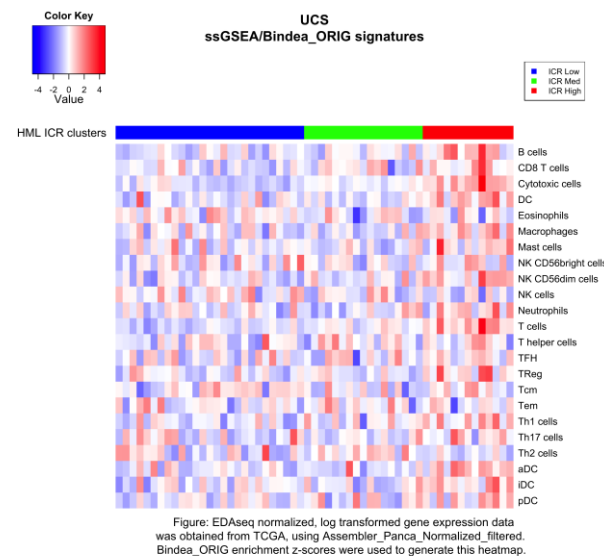 Color Key
-4 -2 0 2 4
Value
UCS
ssGSEA/Bindea_ORIG signatures
ICR Low
ICR Med
ICR High
HML ICR clusters
B cells
CD8 T cells
Cytotoxic cells
DC
Eosinophils
Macrophages
Mast cells
NK CD56bright cells
NK CD56dim cells
NK cells
Neutrophils
T cells
T helper cells
TFH
TReg
Tcm
Tem
Th1 cells
Th17 cells
Th2 cells
aDC
iDC
pDC
Figure: EDAseq normalized, log transformed gene expression data
was obtained from TCGA, using Assembler_Panca_Normalized_filtered.
Bindea_ORIG enrichment z-scores were used to generate this heatmap.